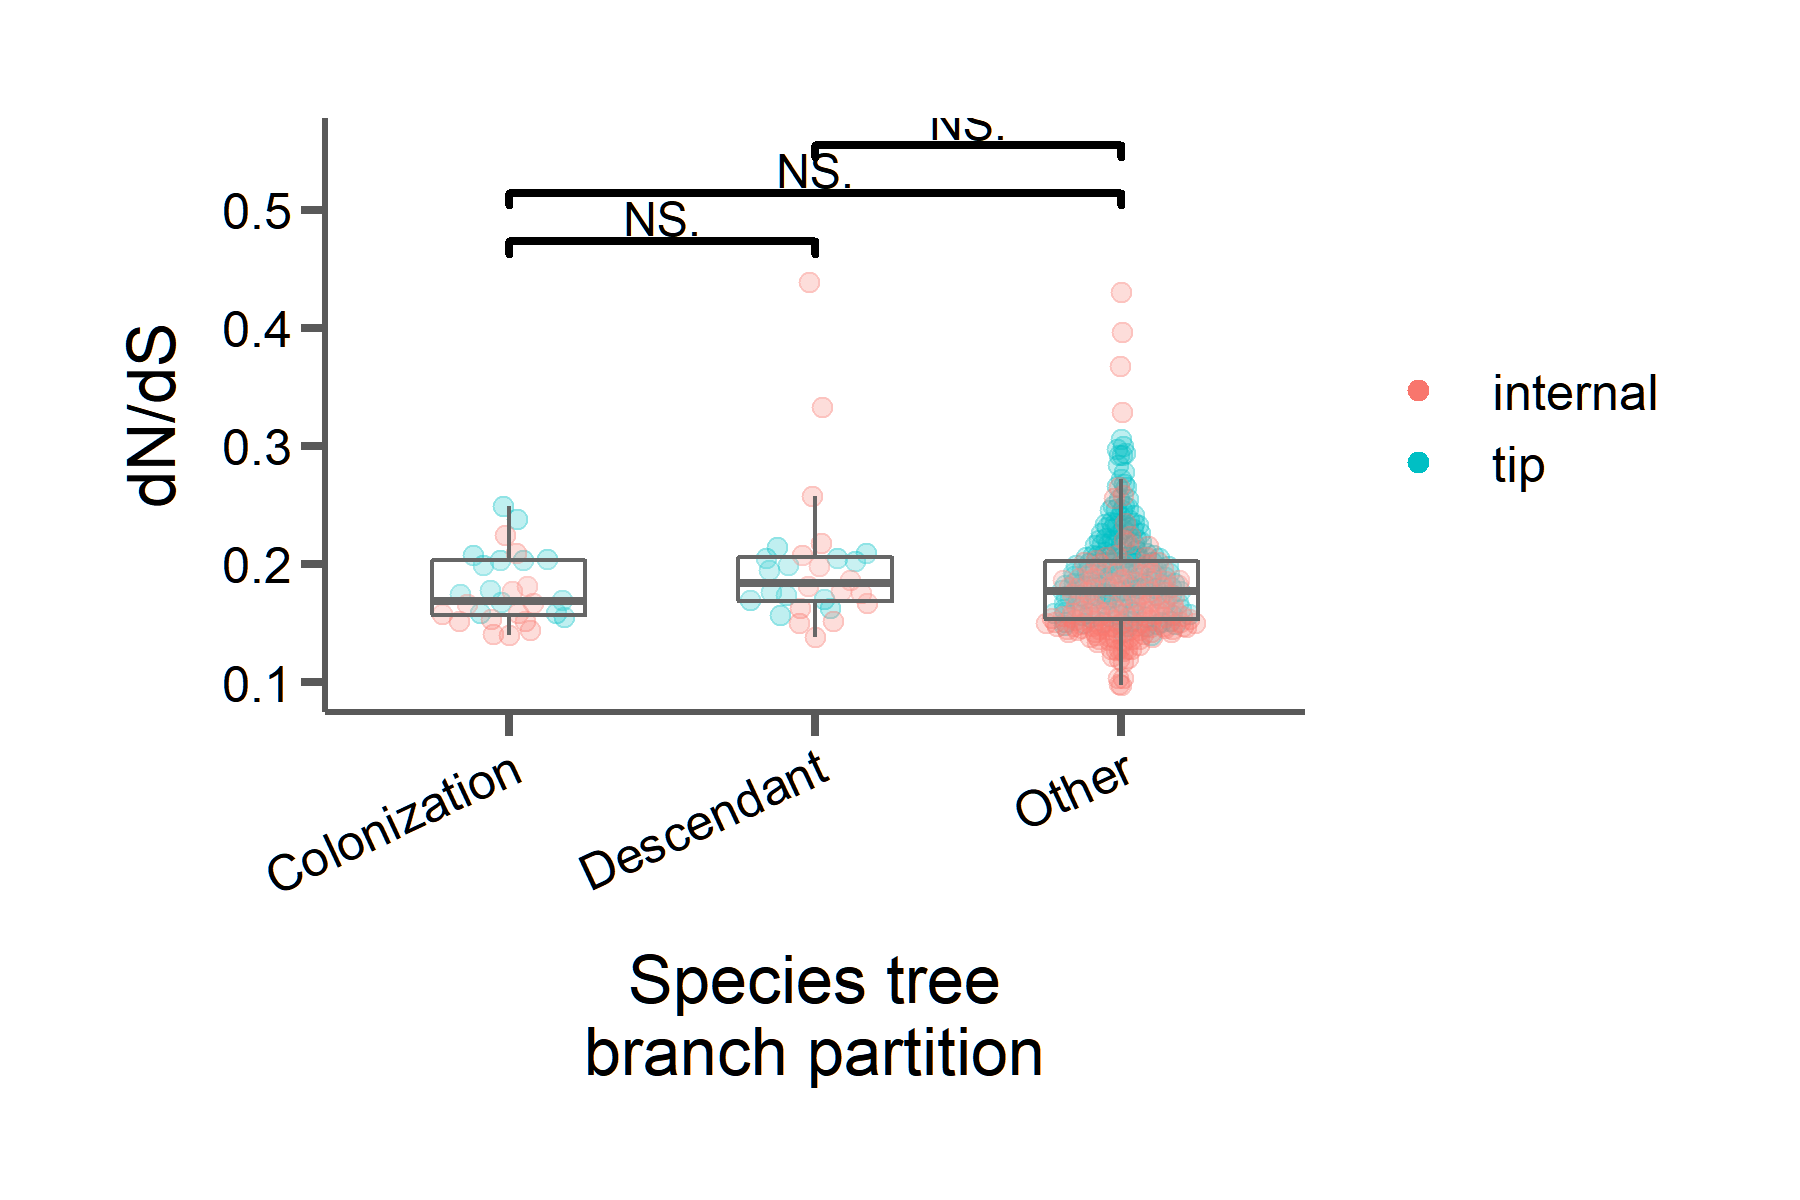 NS.
NS.
NS.
0.5
0.4
0.3
0.2
0.1
dN/dS
internal
tip
Colonization
Descendant
Other
Species tree
branch partition